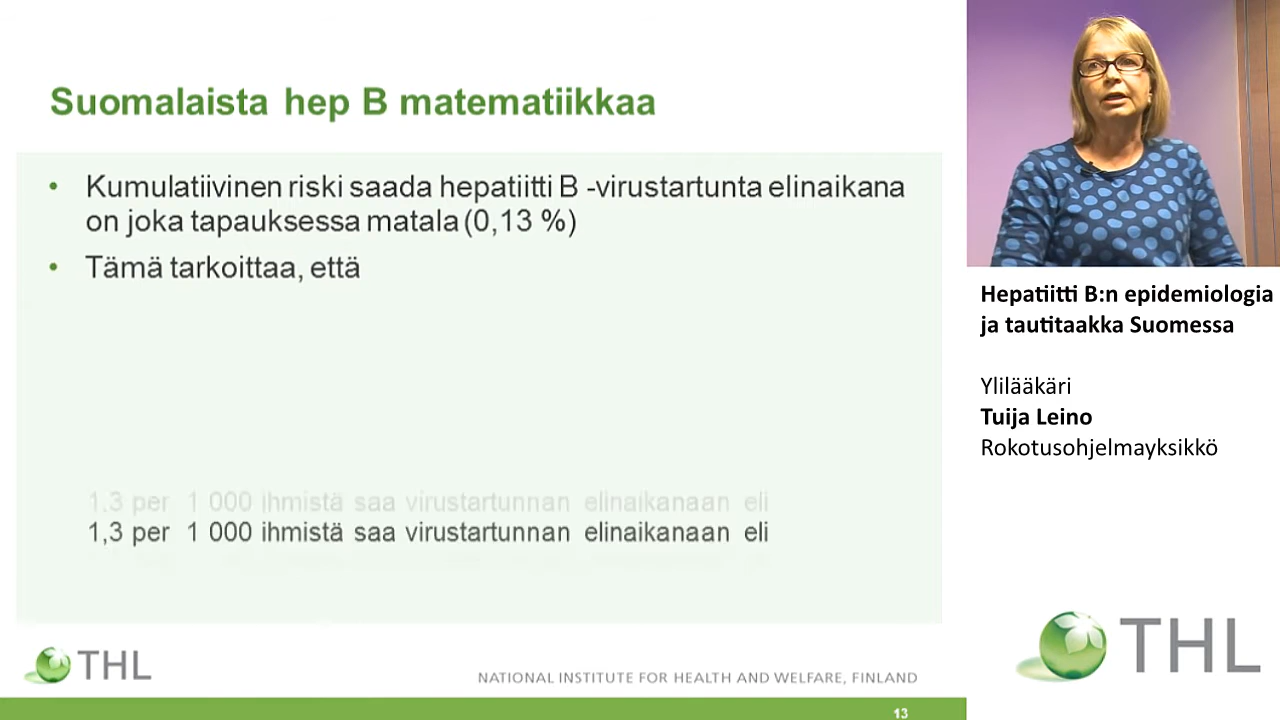 Suomalaista hep B matematiikkaa
• Kumulatiivinen riski saada hepatiitti B -virustartunta elinaikana
on joka tapauksessa matala (0,13 %)
• Tämä tarkoittaa, että
1,3 per 1 000 ihmistä saa virustartunnan elinaikanaan eli
1,3 per 1 000 ihmistä saa virustartunnan elinaikanaan eli
THL
NATIONAL INSTITUTE FOR HEALTH AND WELFARE, FINLAND
13
Hepatiitti B:n epidemiologia
ja tautitaakka Suomessa
Ylilääkäri
Tuija Leino
Rokotusohjelmayksikkö
THL